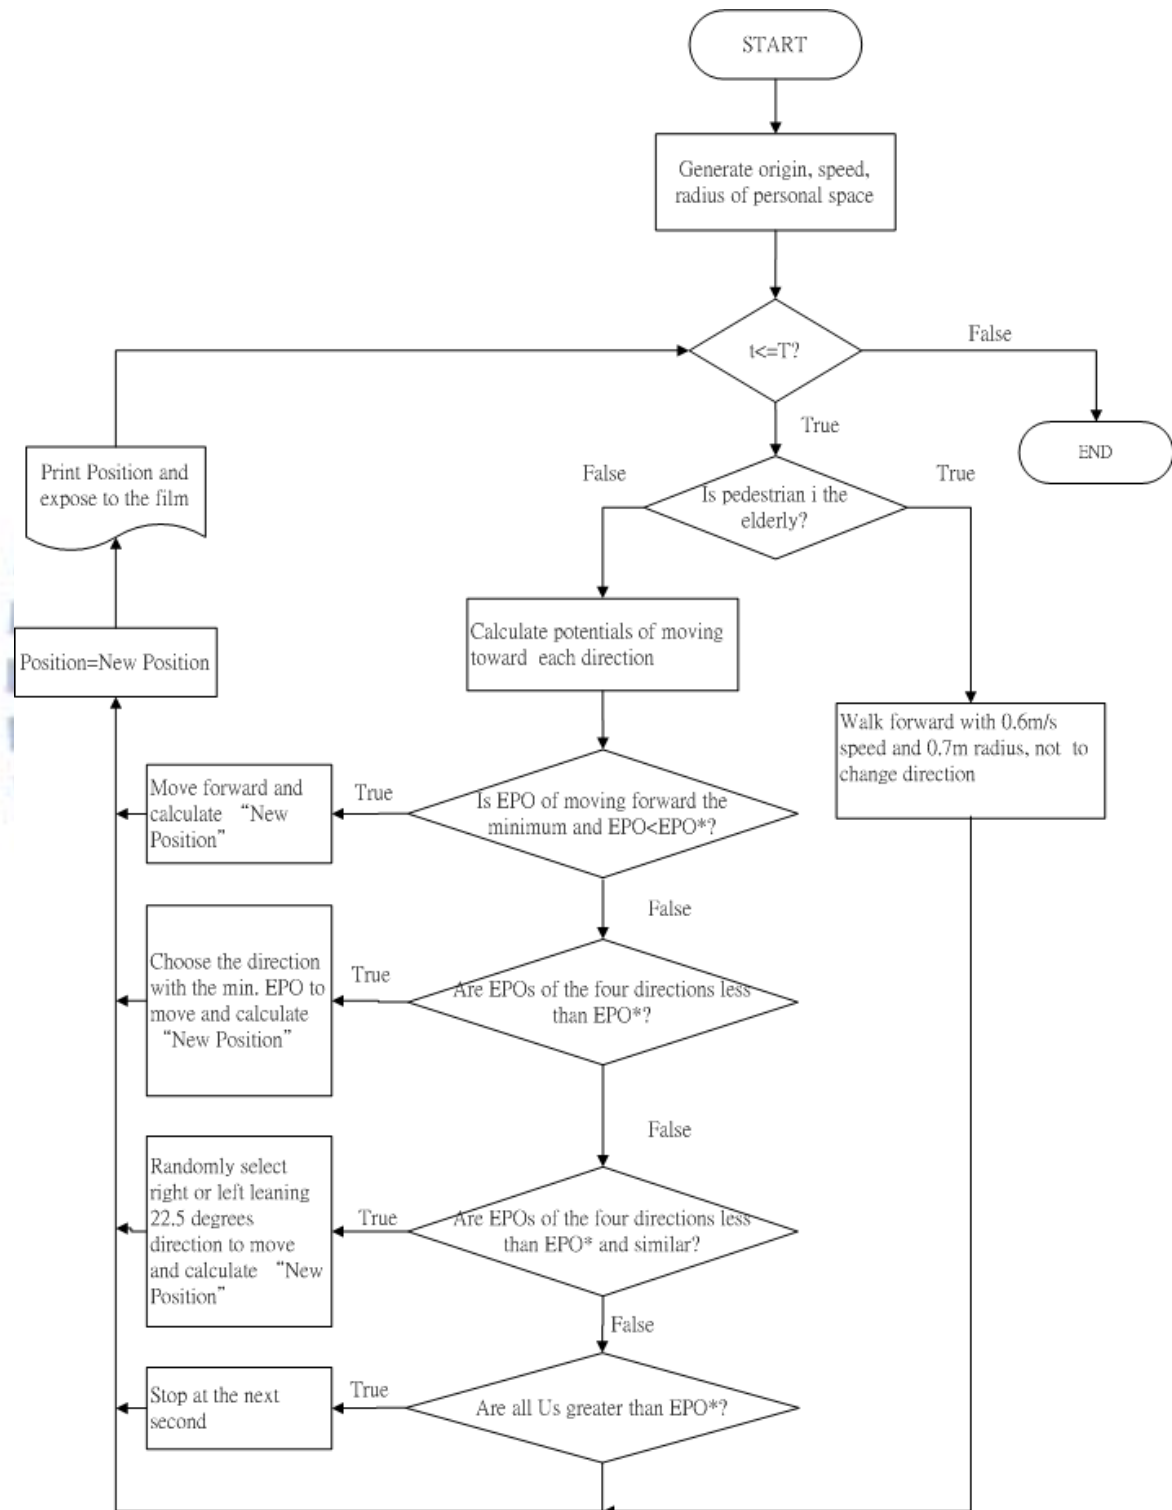 START
Generate origin, speed,
radius of personal space
t<=T?
False
True
END
Print Position and
expose to the film
False
Is pedestrian i the
elderly?
True
Position=New Position
Calculate potentials of moving
toward each direction
Walk forward with 0.6m/s
speed and 0.7m radius, not to
change direction
Move forward and
calculate “New
Position”
True
Is EPO of moving forward the
minimum and EPO<EPO*?
False
Choose the direction
with the min. EPO to
move and calculate
“New Position”
True
Are EPOs of the four directions less
than EPO*?
False
Randomly select
right or left leaning
22.5 degrees
direction to move
and calculate “New
Position”
True
Are EPOs of the four directions less
than EPO* and similar?
False
Stop at the next
second
True
Are all Us greater than EPO*?